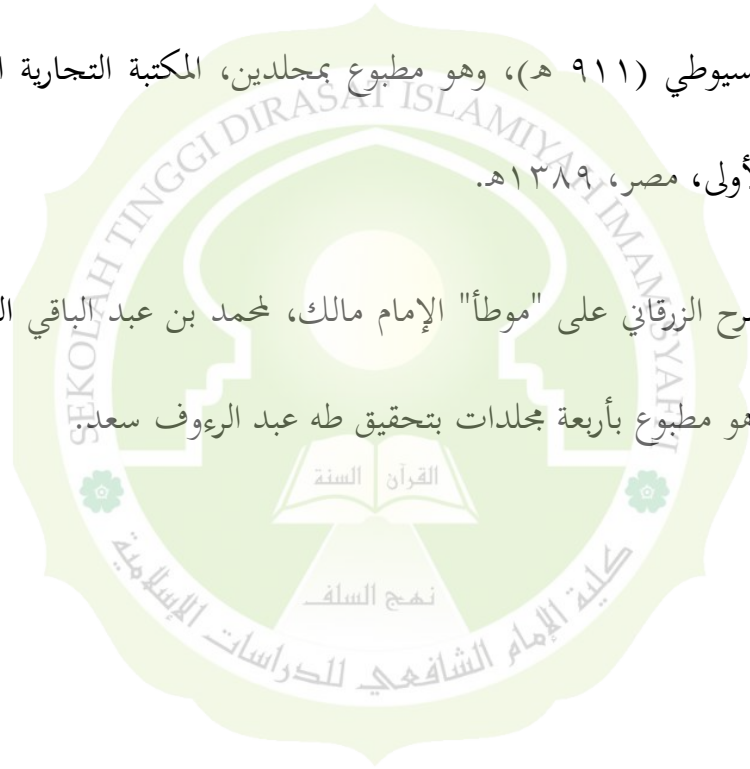 سيوطي (٩١١ هـ)، وهو مطبوع بمجلدين، المكتبة التجارية ا
أولى، مصر، ١٣٨٩هـ.
رح الزرقاني على "موطأ" الإمام مالك، لمحمد بن عبد الباقي ال
هو مطبوع بأربعة مجلدات بتحقيق طه عبد الرءوف سعد.
SEKOLAH TINGGI DIRASAT ISLAMIYAH IMAM SYAFI'I
القرآن السنة
نهج السلف
كلية الإمام الشافعي للدراسات الإسلامية